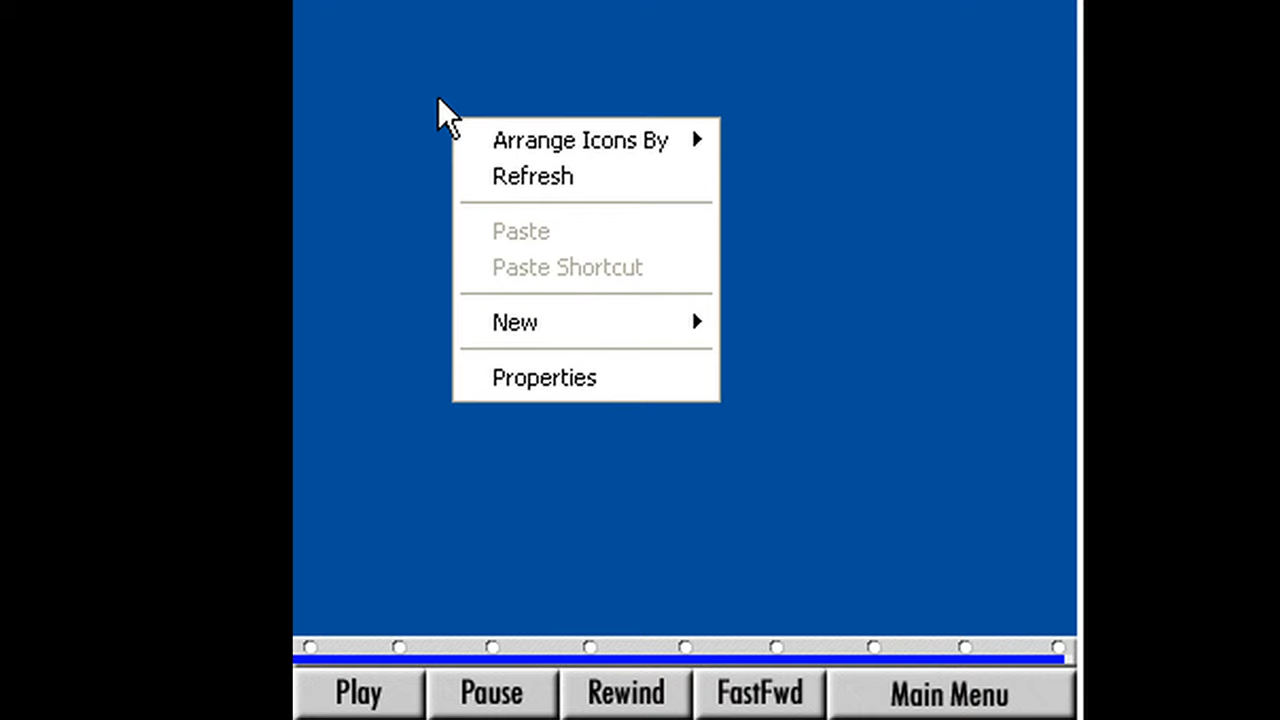 Arrange Icons By
Refresh
Paste
Paste Shortcut
New
Properties
Play Pause Rewind FastFwd Main Menu